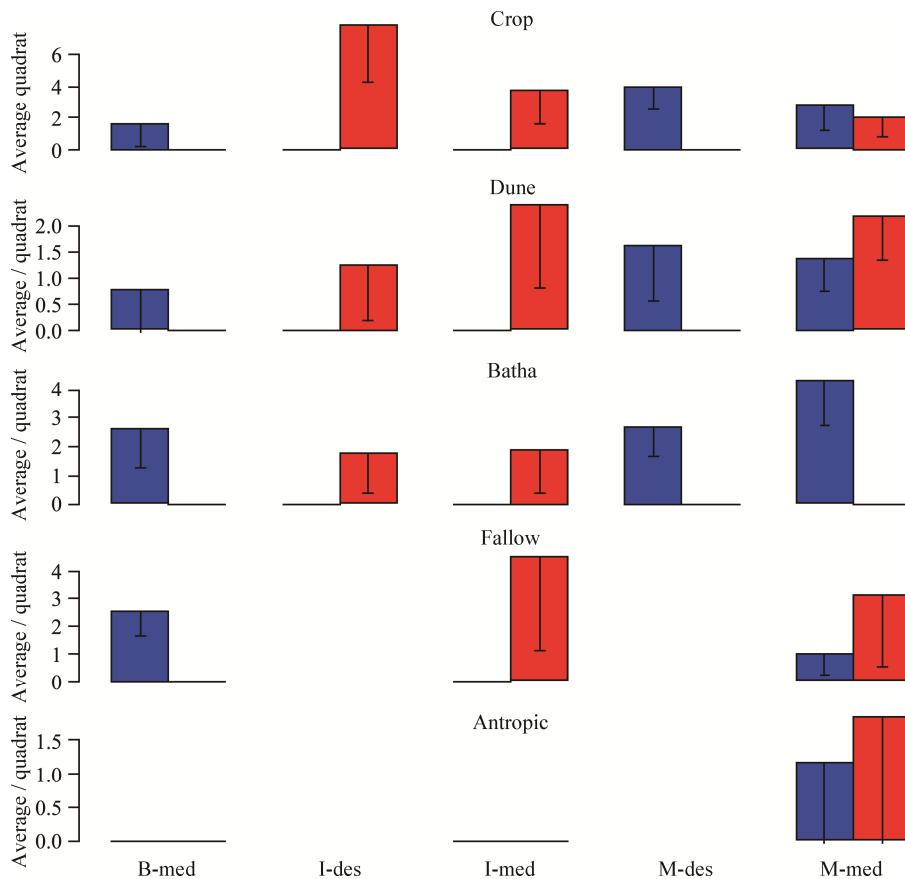 Crop
Average quadrat
6
4
2
0
Dune
Average / quadrat
2.0
1.5
1.0
0.5
0.0
Batha
Average / quadrat
4
3
2
1
0
Fallow
Average / quadrat
4
3
2
1
0
Antropic
Average / quadrat
1.5
1.0
0.5
0.0
B-med I-des I-med M-des M-med